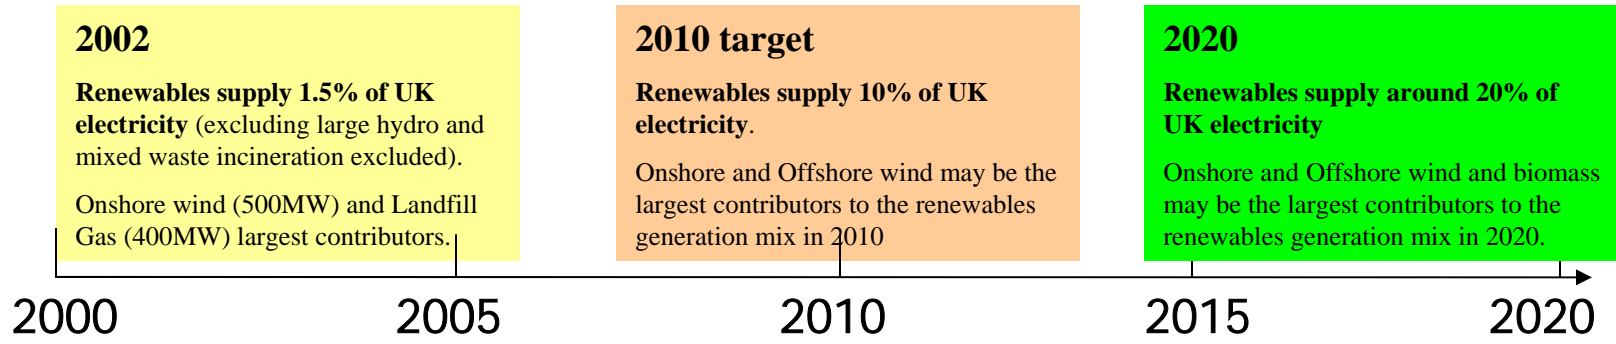 2002
Renewables supply 1.5% of UK
electricity (excluding large hydro and
mixed waste incineration excluded).
Onshore wind (500MW) and Landfill
Gas (400MW) largest contributors.
2010 target
Renewables supply 10% of UK
electricity.
Onshore and Offshore wind may be the
largest contributors to the renewables
generation mix in 2010
2020
Renewables supply around 20% of
UK electricity
Onshore and Offshore wind and biomass
may be the largest contributors to the
renewables generation mix in 2020.
2000 2005 2010 2015 2020